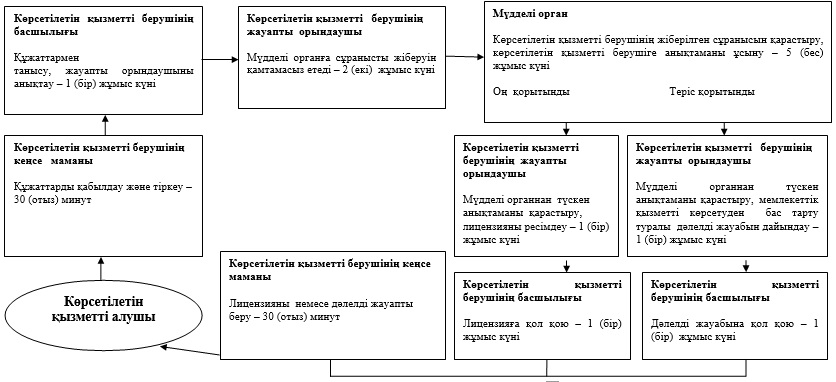 Көрсетілетін қызметті берушінің
басшылығы
Құжаттармен
танысу, жауапты орындаушыны
анықтау – 1 (бір) жұмыс күні
Көрсетілетін қызметті берушінің
жауапты орындаушы
Мүдделі органға сұранысты жіберуін
қамтамасыз етеді – 2 (екі) жұмыс күні
Мүдделі орган
Көрсетілетін қызметті берушінің жіберілген сұранысын қарастыру,
көрсетілетін қызметті берушіге анықтаманы ұсыну – 5 (бес)
жұмыс күні
Оң қорытынды Теріс қорытынды
Көрсетілетін қызметті берушінің
кеңсе маманы
Құжаттарды қабылдау және тіркеу –
30 (отыз) минут
Көрсетілетін қызметті
берушінің жауапты
орындаушы
Мүдделі органнан түскен
анықтаманы қарастыру,
лицензияны ресімдеу – 1 (бір)
жұмыс күні
Көрсетілетін қызметті берушінің
жауапты орындаушы
Мүдделі органнан түскен
анықтаманы қарастыру, мемлекеттік
қызметті көрсетуден бас тарту
туралы дәлелді жауабын дайындау –
1 (бір) жұмыс күні
Көрсетілетін
қызметті алушы
Көрсетілетін қызметті берушінің кеңсе
маманы
Лицензияны немесе дәлелді жауапты
беру – 30 (отыз) минут
Көрсетілетін қызметті
берушінің басшылығы
Лицензияға қол қою – 1 (бір)
жұмыс күні
Көрсетілетін қызметті
берушінің басшылығы
Дәлелді жауабына қол қою – 1
(бір) жұмыс күні